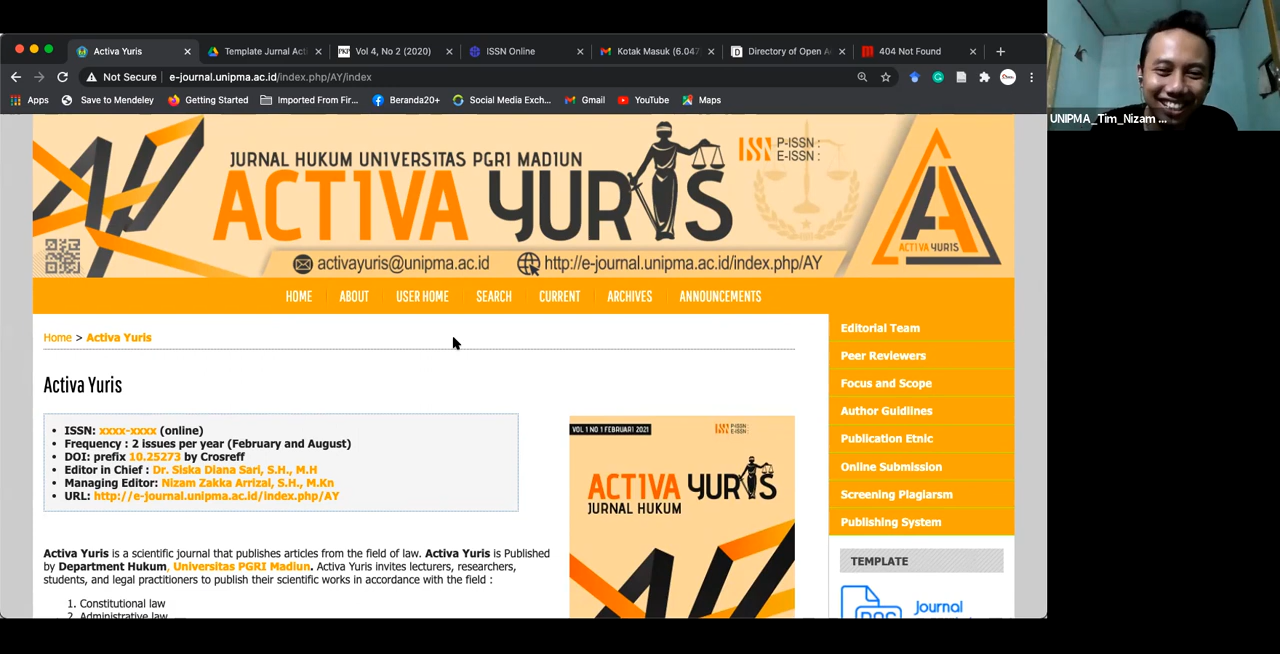 Activa Yuris
Template Jurnal Act
Vol 4, No 2 (2020)
ISSN Online
Kotak Masuk (6.047
Directory of Open A
404 Not Found
Not Secure
e-journal.unipma.ac.id/index.php/AY/index
Apps
Save to Mendeley
Getting Started
Imported From Fir...
Beranda20+
Social Media Exch...
Gmail
YouTube
Maps
UNIPMA_Tim_Nizam ...
JURNAL HUKUM UNIVERSITAS PGRI MADIUN
ACTIVA YURIS
ISSN P-ISSN :
E-ISSN :
ACTIVA YURIS
activayuris@unipma.ac.id
http://e-journal.unipma.ac.id/index.php/AY
HOME
ABOUT
USER HOME
SEARCH
CURRENT
ARCHIVES
ANNOUNCEMENTS
Home > Activa Yuris
Activa Yuris
• ISSN: xxxx-xxxx (online)
• Frequency : 2 issues per year (February and August)
• DOI: prefix 10.25273 by Crosreff
• Editor in Chief : Dr. Siska Diana Sari, S.H., M.H
• Managing Editor: Nizam Zakka Arrizal, S.H., M.Kn
• URL: http://e-journal.unipma.ac.id/index.php/AY
VOL 1 NO 1 FEBRUARI 2021
P-ISSN :
E-ISSN :
ACTIVA YURIS
JURNAL HUKUM
Activa Yuris is a scientific journal that publishes articles from the field of law. Activa Yuris is Published
by Department Hukum, Universitas PGRI Madiun. Activa Yuris invites lecturers, researchers,
students, and legal practitioners to publish their scientific works in accordance with the field :
1. Constitutional law
2. Administrative law
Editorial Team
Peer Reviewers
Focus and Scope
Author Guidlines
Publication Etnic
Online Submission
Screening Plagiarsm
Publishing System
TEMPLATE
Journal